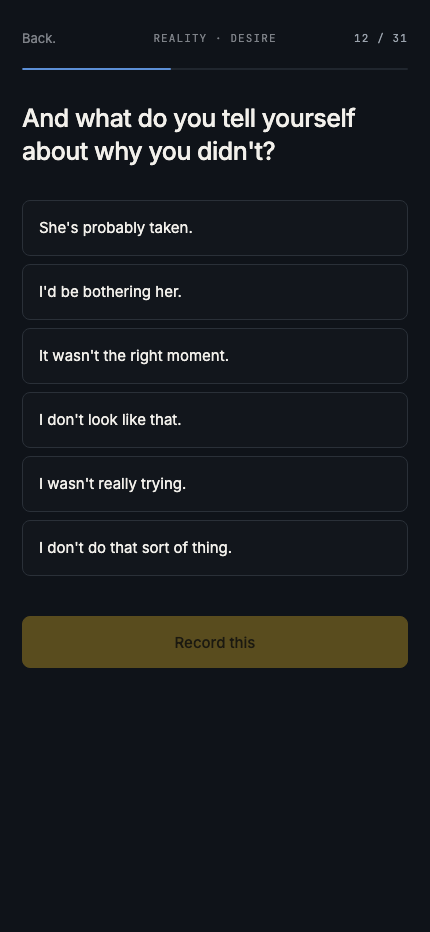 Back.
REALITY · DESIRE
12 / 31
And what do you tell yourself
about why you didn't?
She's probably taken.
I'd be bothering her.
It wasn't the right moment.
I don't look like that.
I wasn't really trying.
I don't do that sort of thing.
Record this